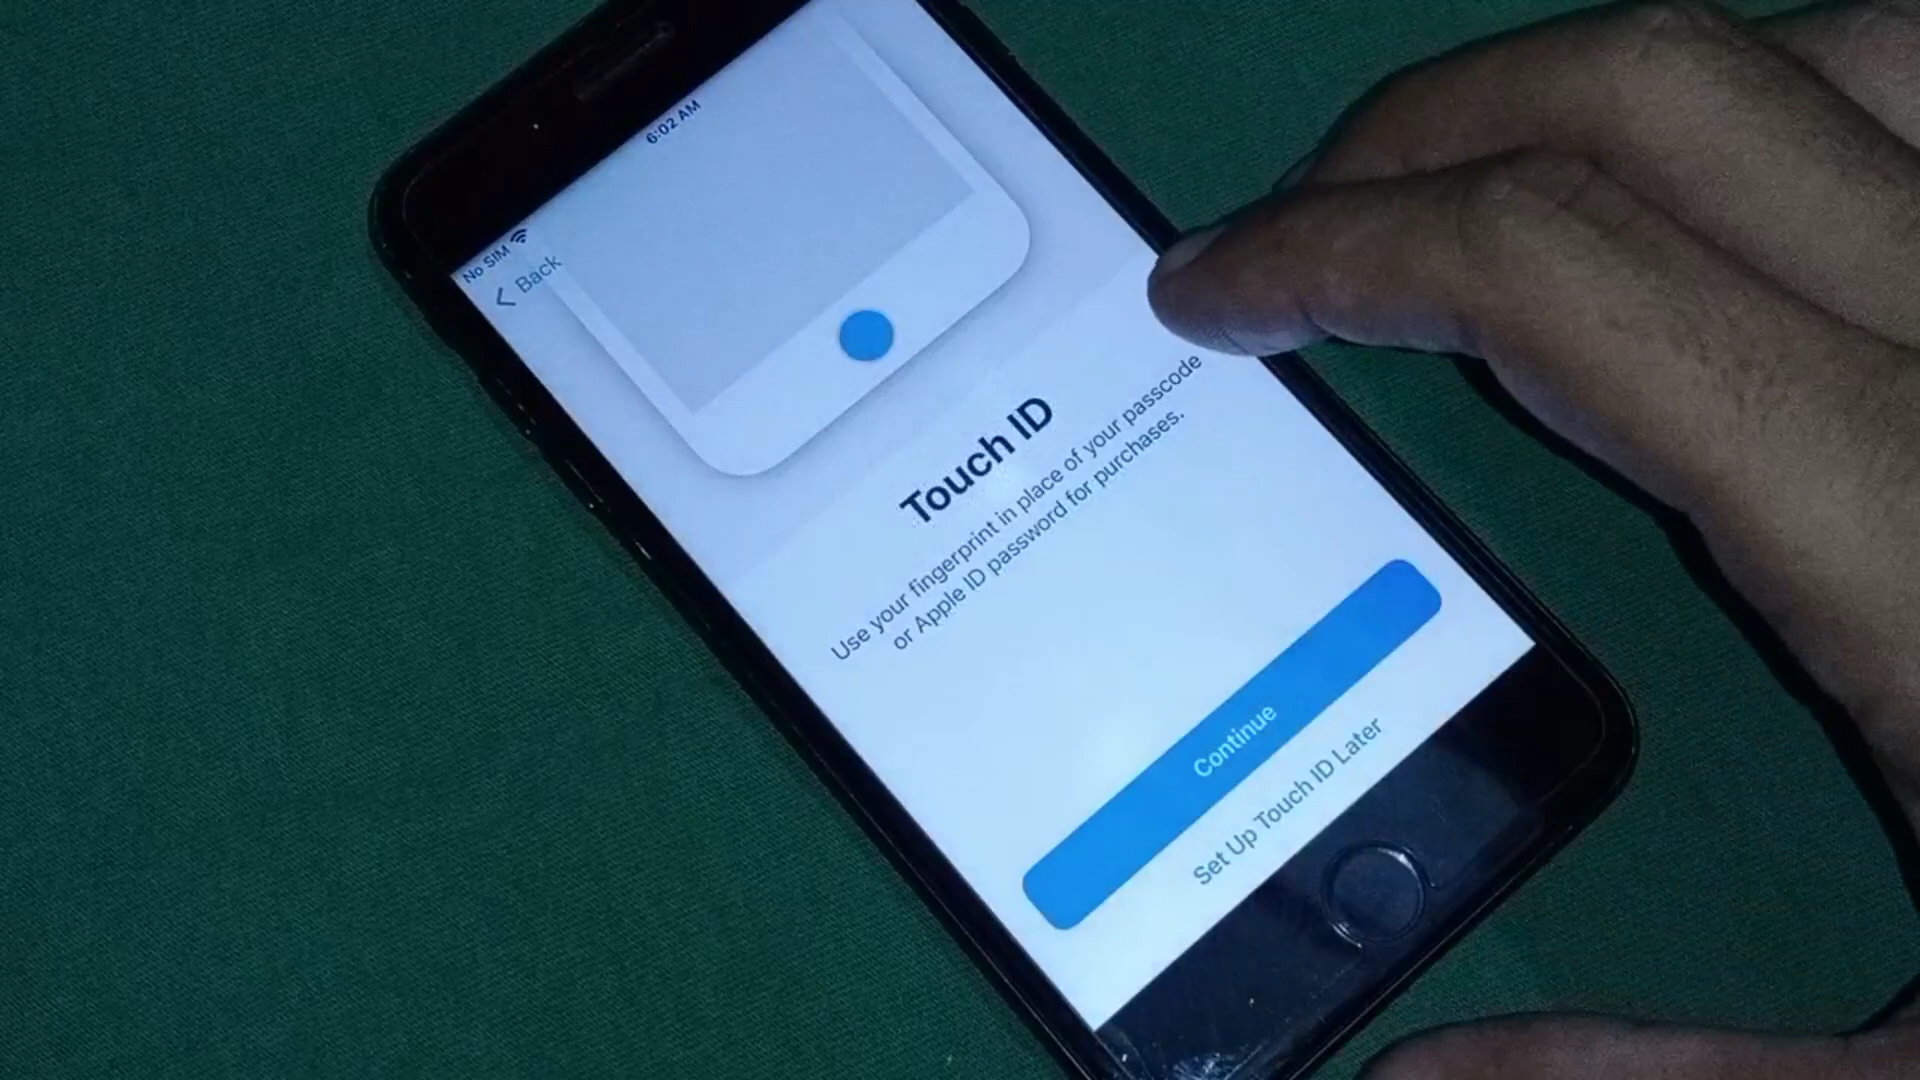 6:02 AM
No SIM
Back
Touch ID
Use your fingerprint in place of your passcode
or Apple ID password for purchases.
Continue
Set Up Touch ID Later